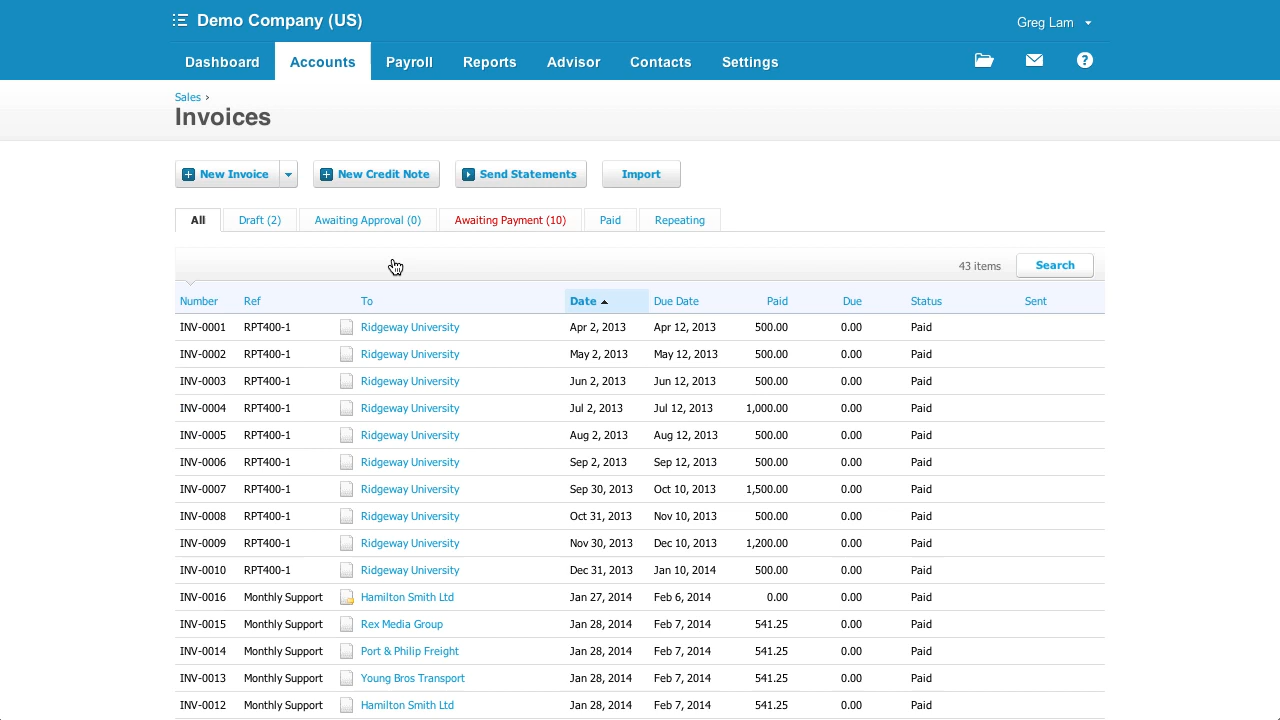 Demo Company (US)
Greg Lam
Dashboard Accounts Payroll Reports Advisor Contacts Settings ?
Sales ›
Invoices
New Invoice New Credit Note Send Statements Import
All Draft (2) Awaiting Approval (0) Awaiting Payment (10) Paid Repeating
43 items Search
Number Ref To Date Due Date Paid Due Status Sent
INV-0001 RPT400-1 Ridgeway University Apr 2, 2013 Apr 12, 2013 500.00 0.00 Paid
INV-0002 RPT400-1 Ridgeway University May 2, 2013 May 12, 2013 500.00 0.00 Paid
INV-0003 RPT400-1 Ridgeway University Jun 2, 2013 Jun 12, 2013 500.00 0.00 Paid
INV-0004 RPT400-1 Ridgeway University Jul 2, 2013 Jul 12, 2013 1,000.00 0.00 Paid
INV-0005 RPT400-1 Ridgeway University Aug 2, 2013 Aug 12, 2013 500.00 0.00 Paid
INV-0006 RPT400-1 Ridgeway University Sep 2, 2013 Sep 12, 2013 500.00 0.00 Paid
INV-0007 RPT400-1 Ridgeway University Sep 30, 2013 Oct 10, 2013 1,500.00 0.00 Paid
INV-0008 RPT400-1 Ridgeway University Oct 31, 2013 Nov 10, 2013 500.00 0.00 Paid
INV-0009 RPT400-1 Ridgeway University Nov 30, 2013 Dec 10, 2013 1,200.00 0.00 Paid
INV-0010 RPT400-1 Ridgeway University Dec 31, 2013 Jan 10, 2014 500.00 0.00 Paid
INV-0016 Monthly Support Hamilton Smith Ltd Jan 27, 2014 Feb 6, 2014 0.00 0.00 Paid
INV-0015 Monthly Support Rex Media Group Jan 28, 2014 Feb 7, 2014 541.25 0.00 Paid
INV-0014 Monthly Support Port & Philip Freight Jan 28, 2014 Feb 7, 2014 541.25 0.00 Paid
INV-0013 Monthly Support Young Bros Transport Jan 28, 2014 Feb 7, 2014 541.25 0.00 Paid
INV-0012 Monthly Support Hamilton Smith Ltd Jan 28, 2014 Feb 7, 2014 541.25 0.00 Paid